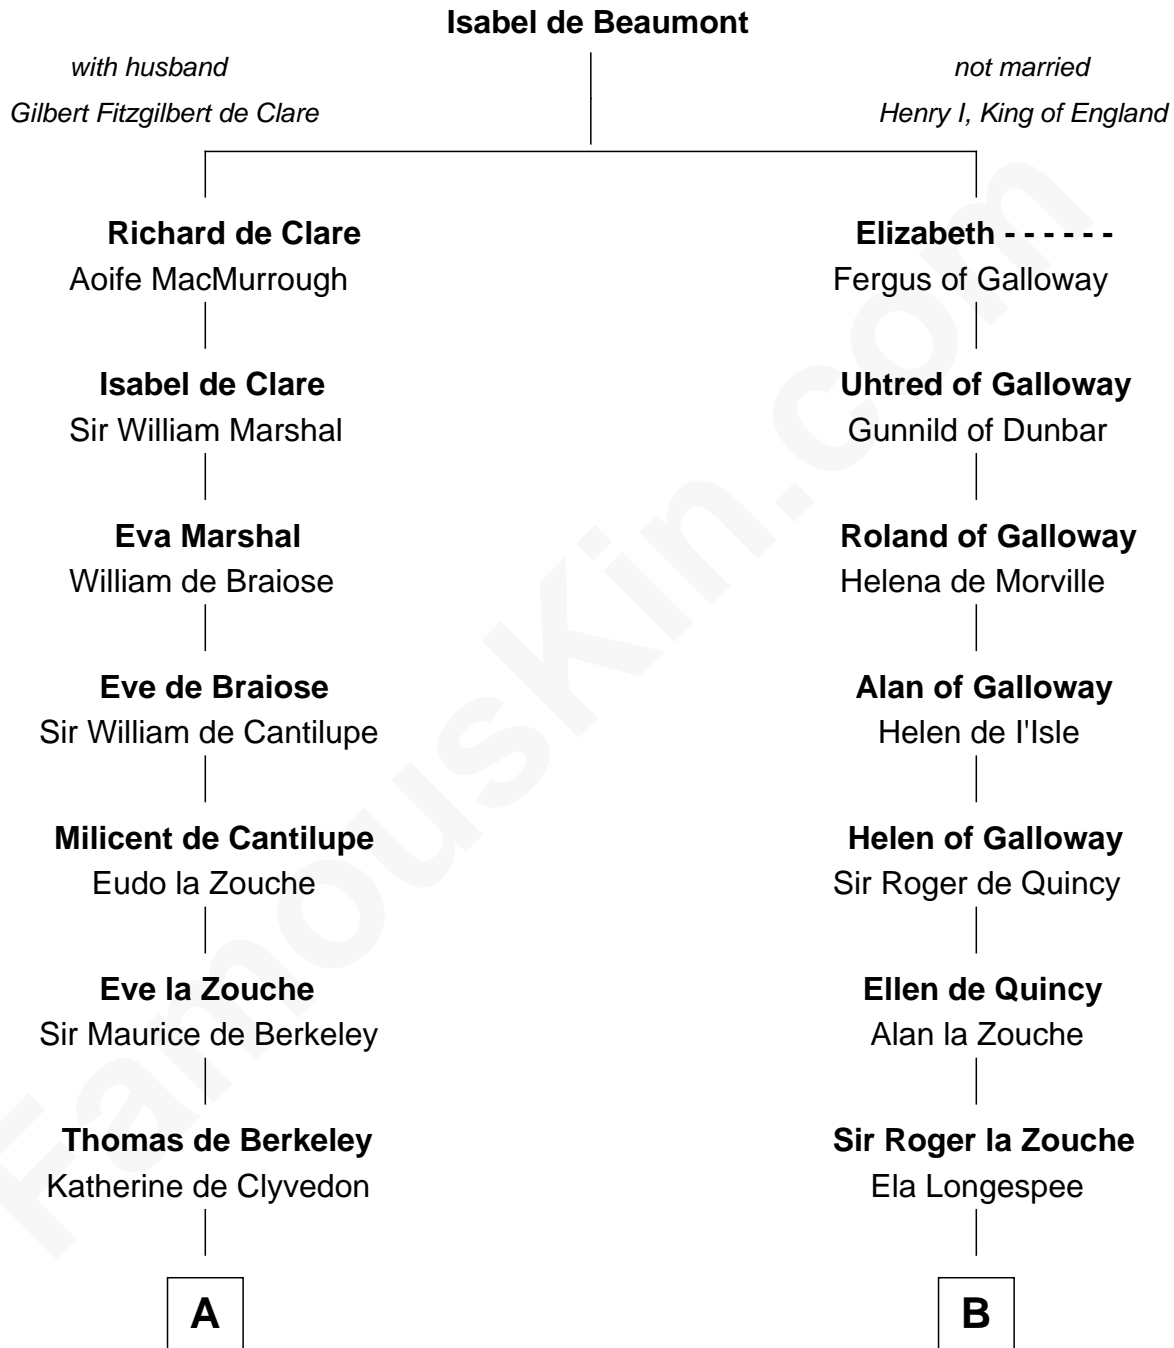 Isabel de Beaumont
with husband
Gilbert Fitzgilbert de Clare
not married
Henry I, King of England
Richard de Clare
Aoife MacMurrough
Isabel de Clare
Sir William Marshal
Eva Marshal
William de Braiose
Eve de Braiose
Sir William de Cantilupe
Milicent de Cantilupe
Eudo la Zouche
Eve la Zouche
Sir Maurice de Berkeley
Thomas de Berkeley
Katherine de Clyvedon
A
Elizabeth - - - - - -
Fergus of Galloway
Uhtred of Galloway
Gunnild of Dunbar
Roland of Galloway
Helena de Morville
Alan of Galloway
Helen de l'Isle
Helen of Galloway
Sir Roger de Quincy
Ellen de Quincy
Alan la Zouche
Sir Roger la Zouche
Ela Longespee
B
FamousKin.com